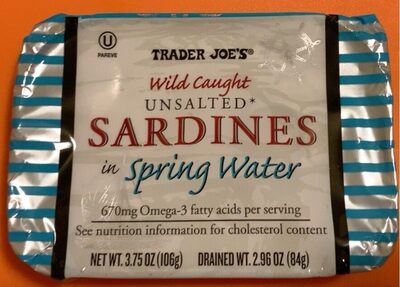 U
PAREVE
TRADER JOE'S®
Wild Caught
UNSALTED*
SARDINES
in Spring Water
670mg Omega-3 fatty acids per serving
See nutrition information for cholesterol content
NET WT. 3.75 OZ (106g) DRAINED WT. 2.96 OZ (84g)